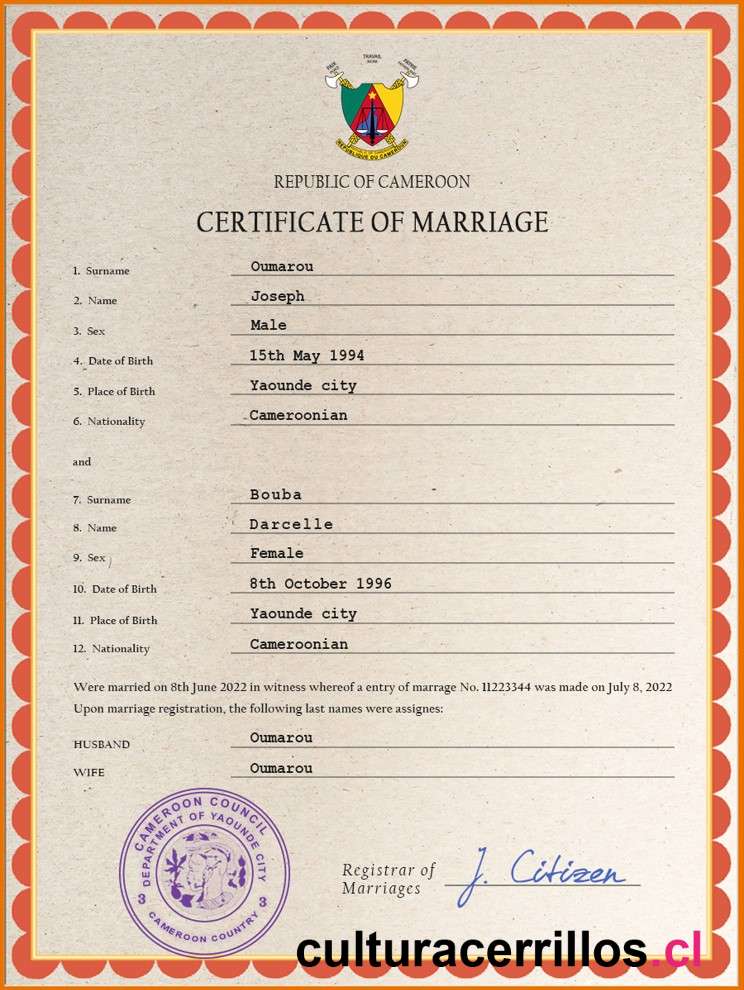 PAIX
TRAVAIL
WORK
PATRIE
REPUBLIQUE DU CAMEROUN
REPUBLIC OF CAMEROON
CERTIFICATE OF MARRIAGE
1. Surname Oumarou
2. Name Joseph
3. Sex Male
4. Date of Birth 15th May 1994
5. Place of Birth Yaounde city
6. Nationality Cameroonian
and
7. Surname Bouba
8. Name Darcelle
9. Sex Female
10. Date of Birth 8th October 1996
11. Place of Birth Yaounde city
12. Nationality Cameroonian
Were married on 8th June 2022 in witness whereof a entry of marrage No. 11223344 was made on July 8, 2022
Upon marriage registration, the following last names were assignes:
HUSBAND Oumarou
WIFE Oumarou
CAMEROON COUNCIL
DEPARTMENT OF YAOUNDE CITY
3 3
CAMEROON COUNTRY
Registrar of
Marriages
J. Citizen
culturacerrillos.cl